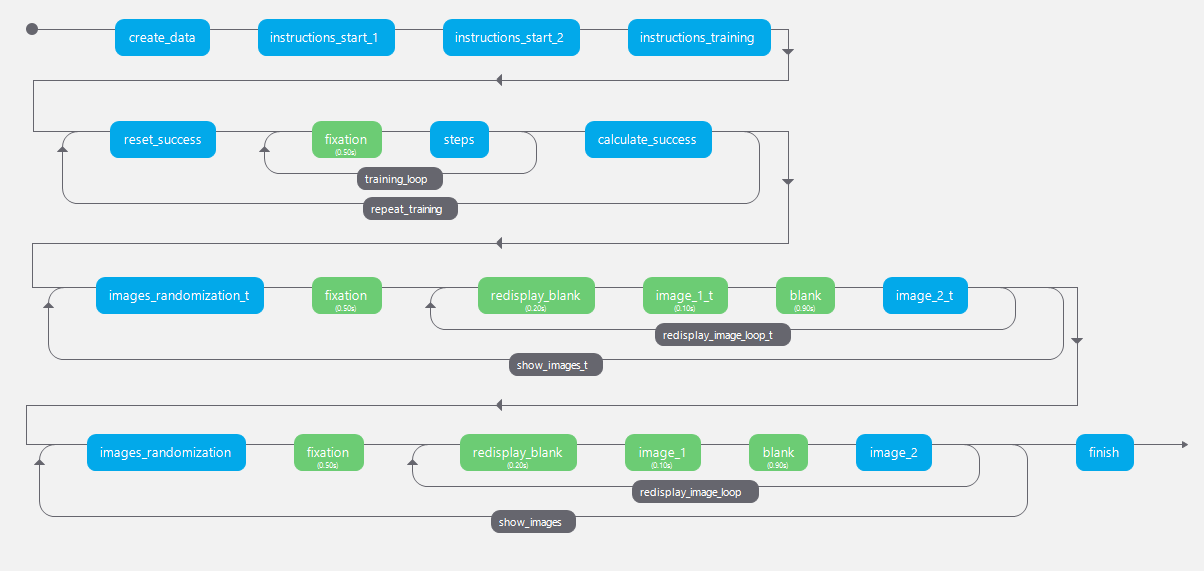 create_data
instructions_start_1
instructions_start_2
instructions_training
reset_success
fixation
(0.50s)
steps
calculate_success
training_loop
repeat_training
images_randomization_t
fixation
(0.50s)
redisplay_blank
(0.20s)
image_1_t
(0.10s)
blank
(0.90s)
image_2_t
redisplay_image_loop_t
show_images_t
images_randomization
fixation
(0.50s)
redisplay_blank
(0.20s)
image_1
(0.10s)
blank
(0.90s)
image_2
finish
redisplay_image_loop
show_images